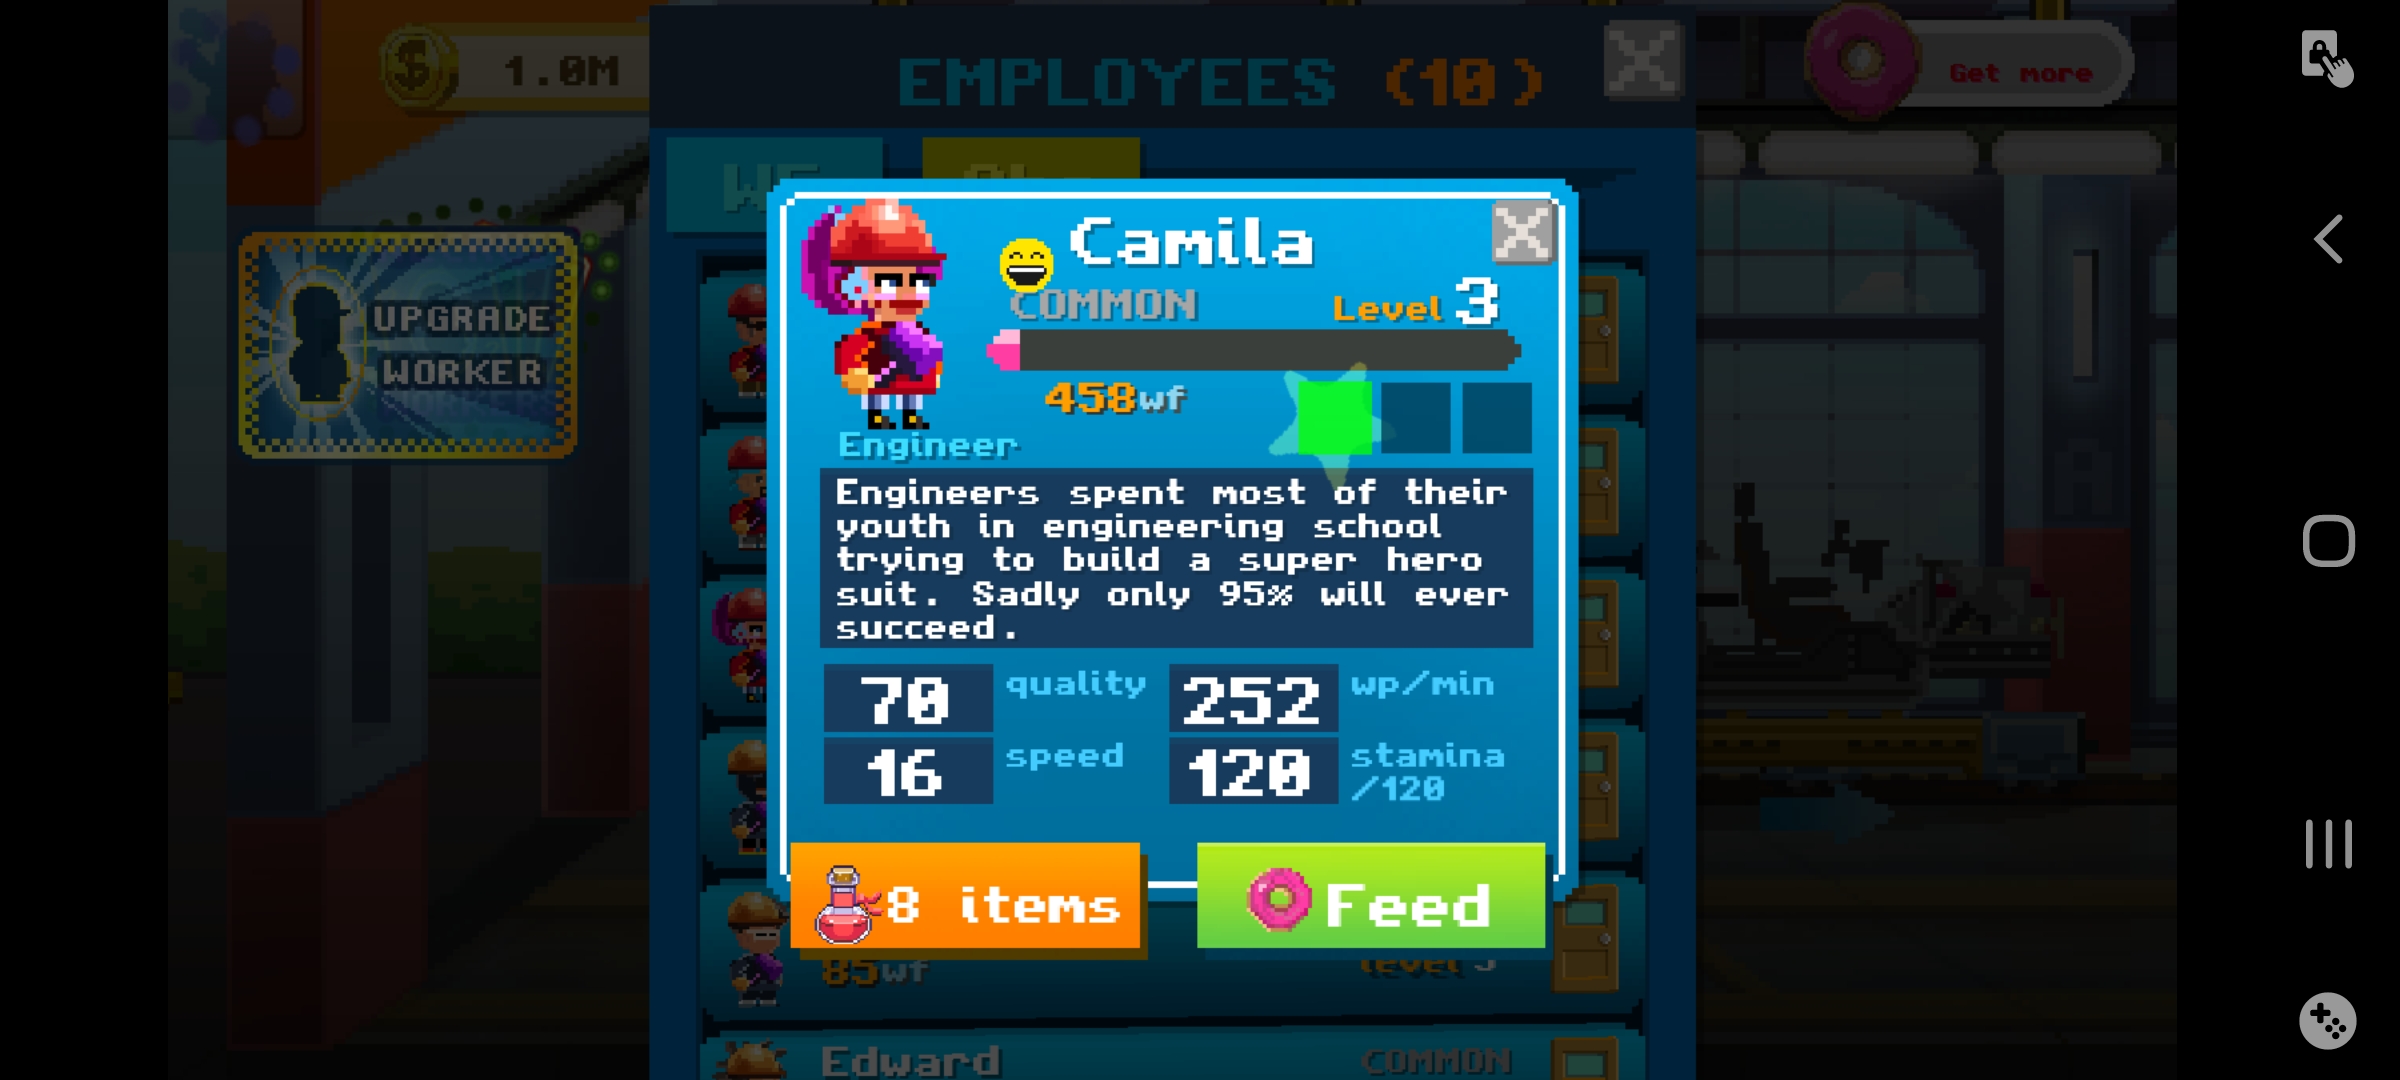 1.0M
EMPLOYEES (10)
Get more
UPGRADE
WORKER
Camila
COMMON
Level 3
458wf
Engineer
Engineers spent most of their
youth in engineering school
trying to build a super hero
suit. Sadly only 95% will ever
succeed.
70 quality
252 wp/min
16 speed
120 stamina
/120
8 items
Feed
85wf
Edward
COMMON